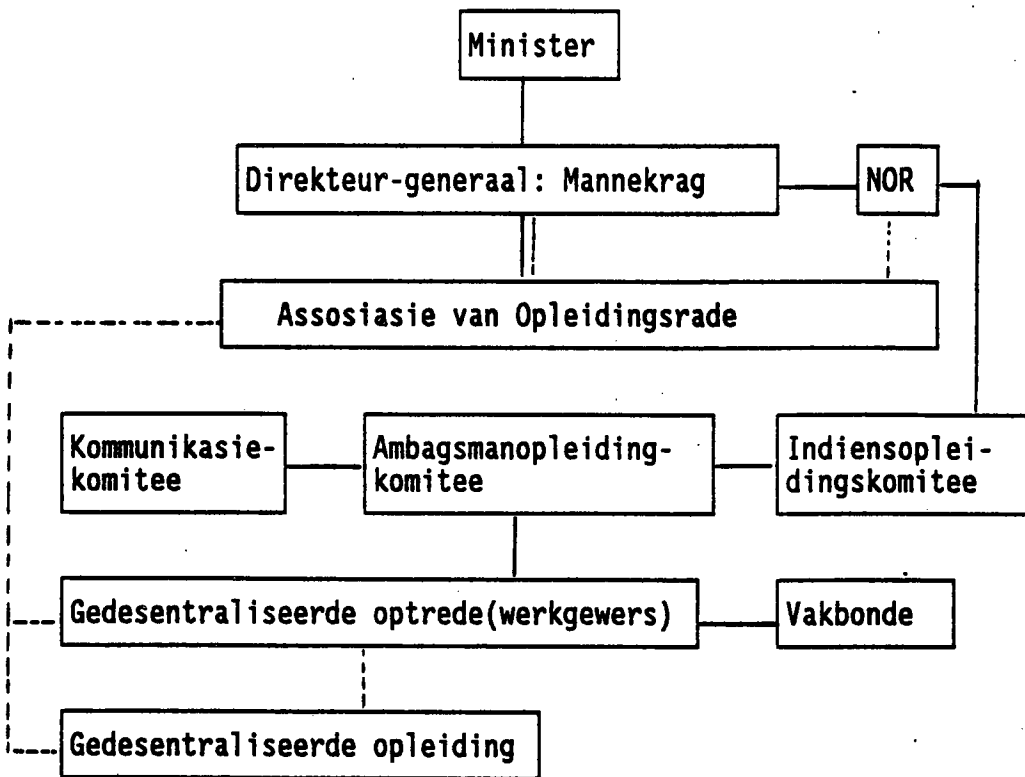 Minister
Direkteur-generaal: Mannekrag
NOR
Assosiasie van Opleidingsrade
Kommunikasie-
komitee
Ambagsmanopleiding-
komitee
Indiensoplei-
dingskomitee
Gedesentraliseerde optrede(werkgewers)
Vakbonde
Gedesentraliseerde opleiding